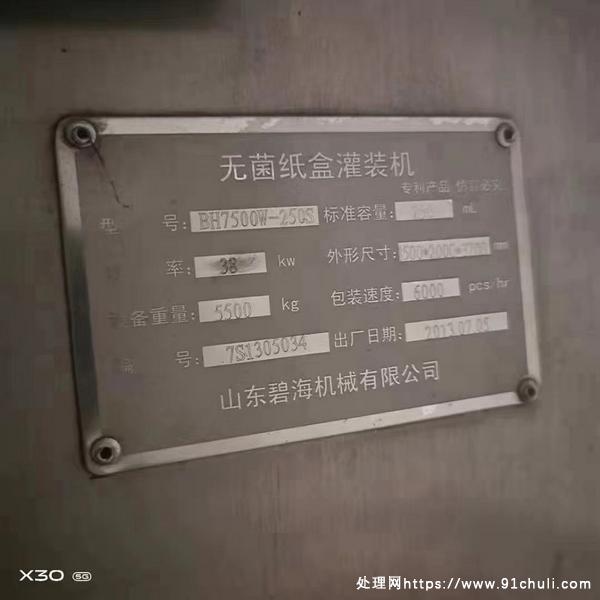 无菌纸盒灌装机
专利产品 仿冒必究
型 号: BH7500W-250S 标准容量: mL
率: 38 kw 外形尺寸: mm
备重量: 5500 kg 包装速度: 6000 pcs/hr
号: 7S1305034 出厂日期: 2013.07.05
山东碧海机械有限公司
X30 5G
处理网https://www.91chuli.com/